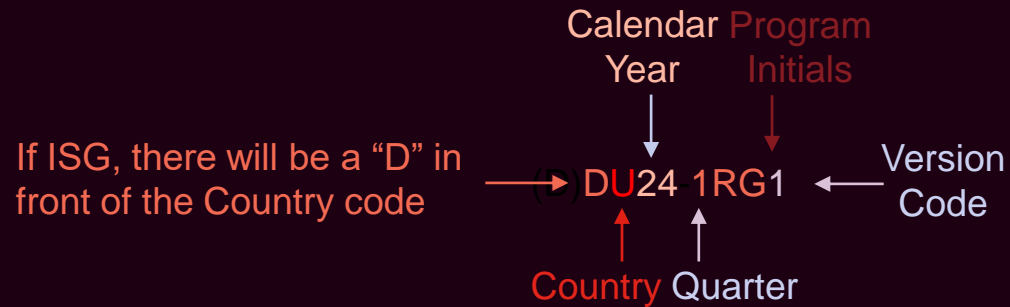 Calendar Program
Year Initials
If ISG, there will be a “D” in
front of the Country code
(D)DU24-1RG1
Version
Code
Country Quarter